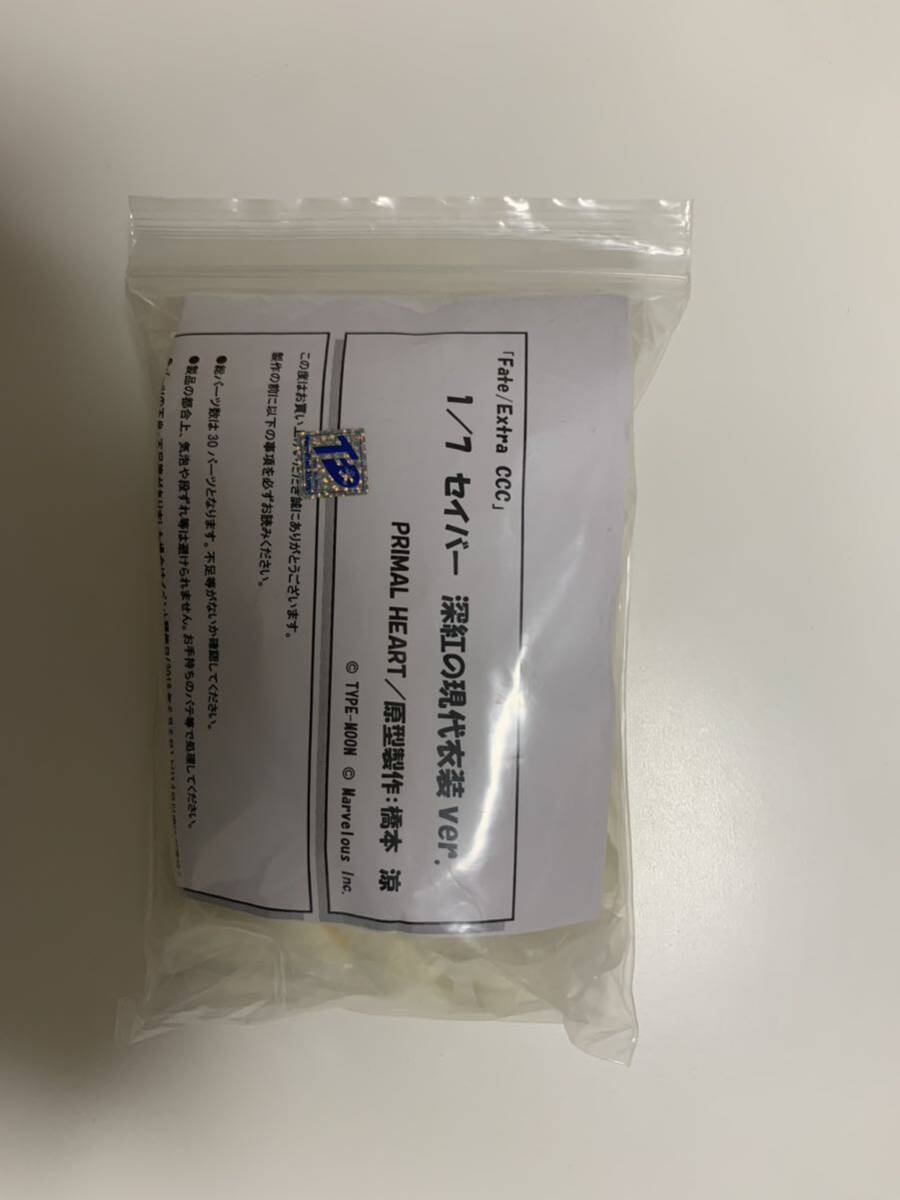 「Fate/Extra CCC」
1/7 セイバー 深紅の現代衣装 ver.
PRIMAL HEART/原型製作：橋本 涼
© TYPE-MOON © Marvelous Inc.
この度はお買い上げいただき誠にありがとうございます。
製作の前に以下の事項を必ずお読みください。
●総パーツ数は 30 パーツとなります。不足等がないか確認してください。
●製品の都合上、気泡や段ずれ等は避けられません。お手持ちのパテ等で処理してください。